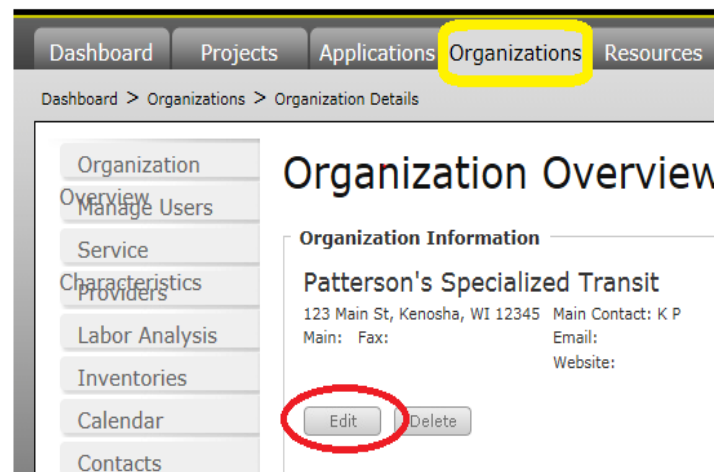 Dashboard Projects Applications Organizations Resources
Dashboard > Organizations > Organization Details
Organization Overview
Manage Users
Service Characteristics
Providers
Labor Analysis
Inventories
Calendar
Contacts
Organization Overview
Organization Information
Patterson's Specialized Transit
123 Main St, Kenosha, WI 12345 Main Contact: K P
Main: Fax: Email:
Website:
Edit Delete